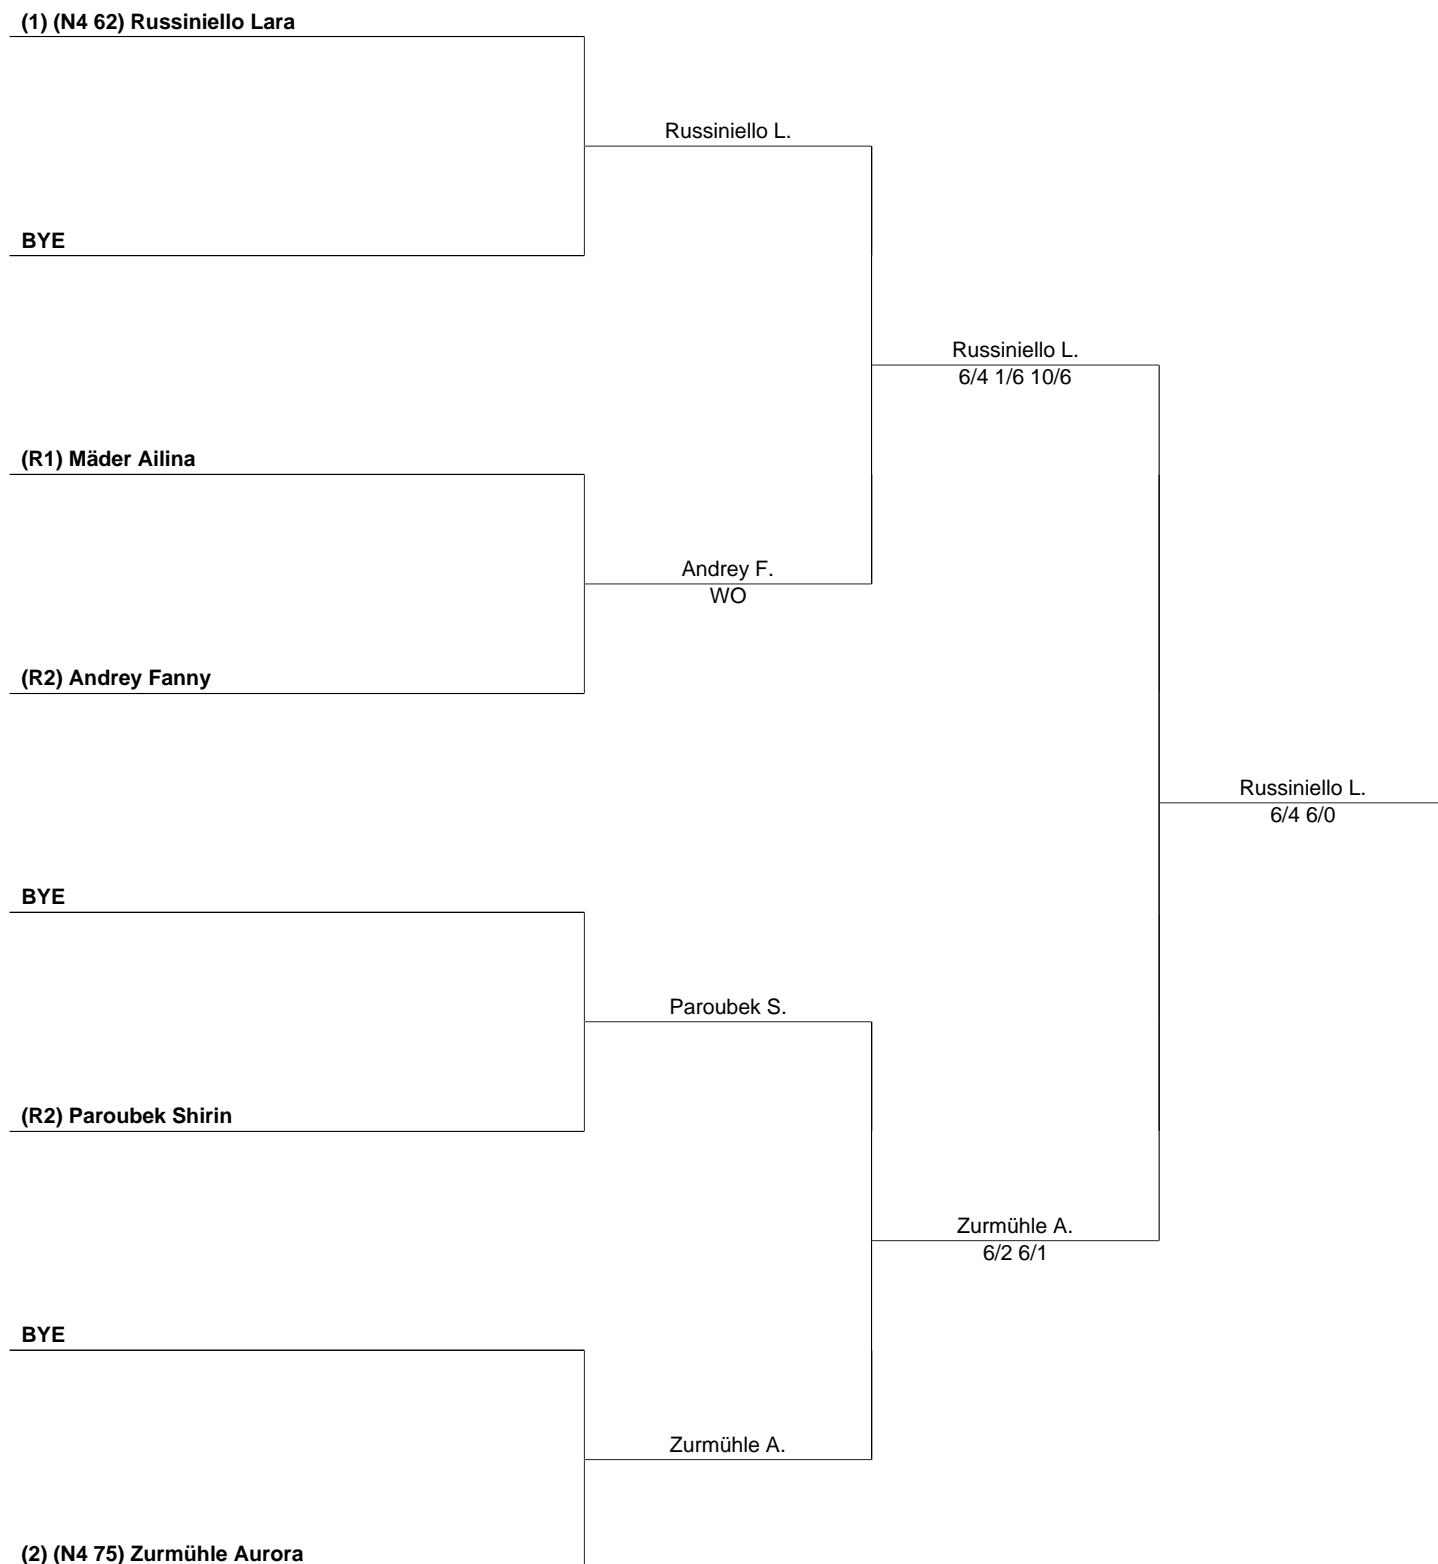 (1) (N4 62) Russiniello Lara
Russiniello L.
BYE
Russiniello L.
6/4 1/6 10/6
(R1) Mäder Ailina
Andrey F.
WO
(R2) Andrey Fanny
Russiniello L.
6/4 6/0
BYE
Paroubek S.
(R2) Paroubek Shirin
Zurmühle A.
6/2 6/1
BYE
Zurmühle A.
(2) (N4 75) Zurmühle Aurora